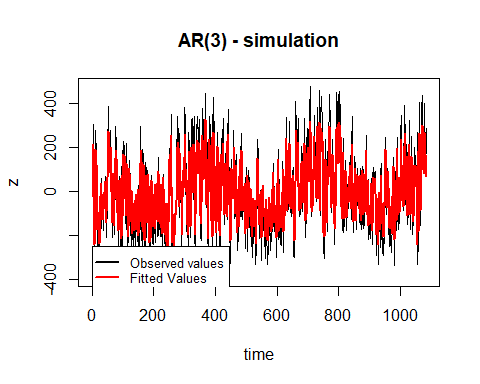 AR(3) - simulation
z
400
200
0
-400
Observed values
Fitted Values
0 200 400 600 800 1000
time